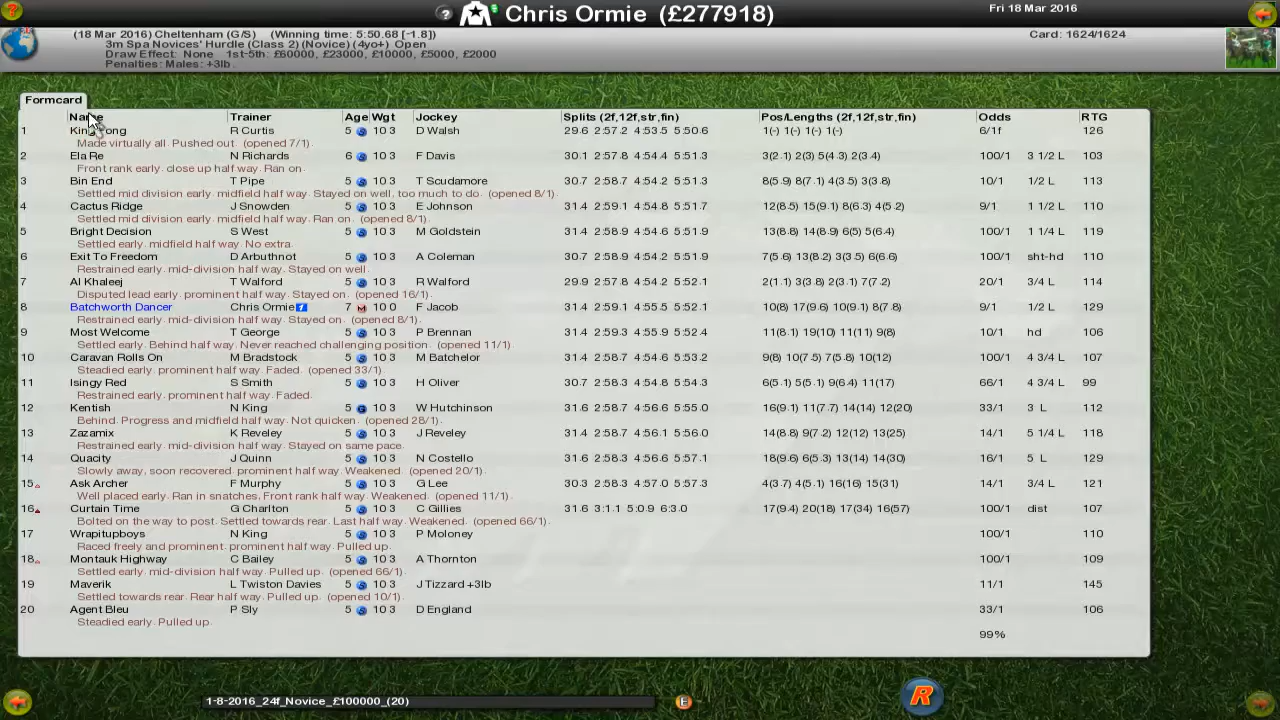 Chris Ormie (£277918)
Fri 18 Mar 2016
(18 Mar 2016) Cheltenham (G/S) (Winning time: 5:50.68 [-1.8])
Card: 1624/1624
3m Spa Novices' Hurdle (Class 2) (Novice) (4yo+) Open
Draw Effect: None 1st-5th: £60000, £23000, £10000, £5000, £2000
Penalties: Males: +3lb
Formcard
Name Trainer Age Wgt Jockey Splits (2f,12f,str,fin) Pos/Lengths (2f,12f,str,fin) Odds RTG
1 R Curtis 5 10 3 D Walsh 29.6 2:57.2 4:53.5 5:50.6 1(-) 1(-) 1(-) 1(-) 6/1f 126
Made virtually all. Pushed out. (opened 7/1).
2 Ela Re N Richards 6 10 3 F Davis 30.1 2:57.8 4:54.4 5:51.3 3(2.1) 2(3) 5(4.3) 2(3.4) 100/1 3 1/2 L 103
Front rank early. close up half way. Ran on.
3 Bin End T Pipe 5 10 3 T Scudamore 30.7 2:58.7 4:54.2 5:51.3 8(5.9) 8(7.1) 4(3.5) 3(3.8) 10/1 1/2 L 113
Settled mid division early. midfield half way. Stayed on well, too much to do. (opened 8/1).
4 Cactus Ridge J Snowden 5 10 3 E Johnson 31.4 2:59.1 4:54.8 5:51.7 12(8.5) 15(9.1) 8(6.3) 4(5.2) 9/1 1 1/2 L 110
Settled mid division early. midfield half way. Ran on. (opened 8/1).
5 Bright Decision S West 5 10 3 M Goldstein 31.4 2:58.9 4:54.6 5:51.9 13(8.8) 14(8.9) 6(5) 5(6.4) 100/1 1 1/4 L 119
Settled early. midfield half way. No extra.
6 Exit To Freedom D Arbuthnot 5 10 3 A Coleman 30.7 2:58.9 4:54.2 5:51.9 7(5.6) 13(8.2) 3(3.5) 6(6.6) 100/1 sht-hd 110
Restrained early. mid-division half way. Stayed on well.
7 Al Khaleej T Walford 5 10 3 R Walford 29.9 2:57.8 4:54.2 5:52.1 2(1.1) 3(3.8) 2(3.1) 7(7.2) 20/1 3/4 L 114
Disputed lead early. prominent half way. Stayed on. (opened 16/1).
8 Batchworth Dancer Chris Ormie f 7 M 10 0 F Jacob 31.4 2:59.1 4:55.5 5:52.1 10(8) 17(9.6) 10(9.1) 8(7.8) 9/1 1/2 L 129
Restrained early. mid-division half way. Stayed on. (opened 8/1).
9 Most Welcome T George 5 10 3 P Brennan 31.4 2:59.3 4:55.9 5:52.4 11(8.1) 19(10) 11(11) 9(8) 10/1 hd 106
Settled early. Behind half way. Never reached challenging position. (opened 11/1).
10 Caravan Rolls On M Bradstock 5 10 3 M Batchelor 31.4 2:58.7 4:54.6 5:53.2 9(8) 10(7.5) 7(5.8) 10(12) 100/1 4 3/4 L 107
Steadied early. prominent half way. Faded. (opened 33/1).
11 Isingy Red S Smith 5 10 3 H Oliver 30.7 2:58.3 4:54.8 5:54.3 6(5.1) 5(5.1) 9(6.4) 11(17) 66/1 4 3/4 L 99
Restrained early. prominent half way. Faded.
12 Kentish N King 5 G 10 3 W Hutchinson 31.6 2:58.7 4:56.6 5:55.0 16(9.1) 11(7.7) 14(14) 12(20) 33/1 3 L 112
Behind. Progress and midfield half way. Not quicken. (opened 28/1).
13 Zazamix K Reveley 5 10 3 J Reveley 31.4 2:58.7 4:56.1 5:56.0 14(8.8) 9(7.2) 12(12) 13(25) 14/1 5 1/4 L 118
Restrained early. mid-division half way. Stayed on same pace.
14 Quacity J Quinn 5 10 3 N Costello 31.6 2:58.3 4:56.6 5:57.1 18(9.6) 6(5.3) 13(14) 14(30) 16/1 5 L 129
Slowly away, soon recovered. prominent half way. Weakened. (opened 20/1).
15 Ask Archer F Murphy 5 10 3 G Lee 30.3 2:58.3 4:57.0 5:57.3 4(3.7) 4(5.1) 16(16) 15(31) 14/1 3/4 L 121
Well placed early. Ran in snatches, Front rank half way. Weakened. (opened 11/1).
16 Curtain Time G Charlton 5 10 3 C Gillies 31.6 3:1.1 5:0.9 6:3.0 17(9.4) 20(18) 17(34) 16(57) 100/1 dist 107
Bolted on the way to post. Settled towards rear. Last half way. Weakened. (opened 66/1).
17 Wrapitupboys N King 5 10 3 P Moloney 100/1 110
Raced freely and prominent. prominent half way. Pulled up.
18 Montauk Highway C Bailey 5 10 3 A Thornton 100/1 109
Settled early. mid-division half way. Pulled up. (opened 66/1).
19 Maverik L Twiston Davies 5 10 3 J Tizzard +3lb 11/1 145
Settled towards rear. Rear half way. Pulled up. (opened 10/1).
20 Agent Bleu P Sly 5 10 3 D England 33/1 106
Steadied early. Pulled up.
99%
1-8-2016_24f_Novice_£100000_(20)
E
R